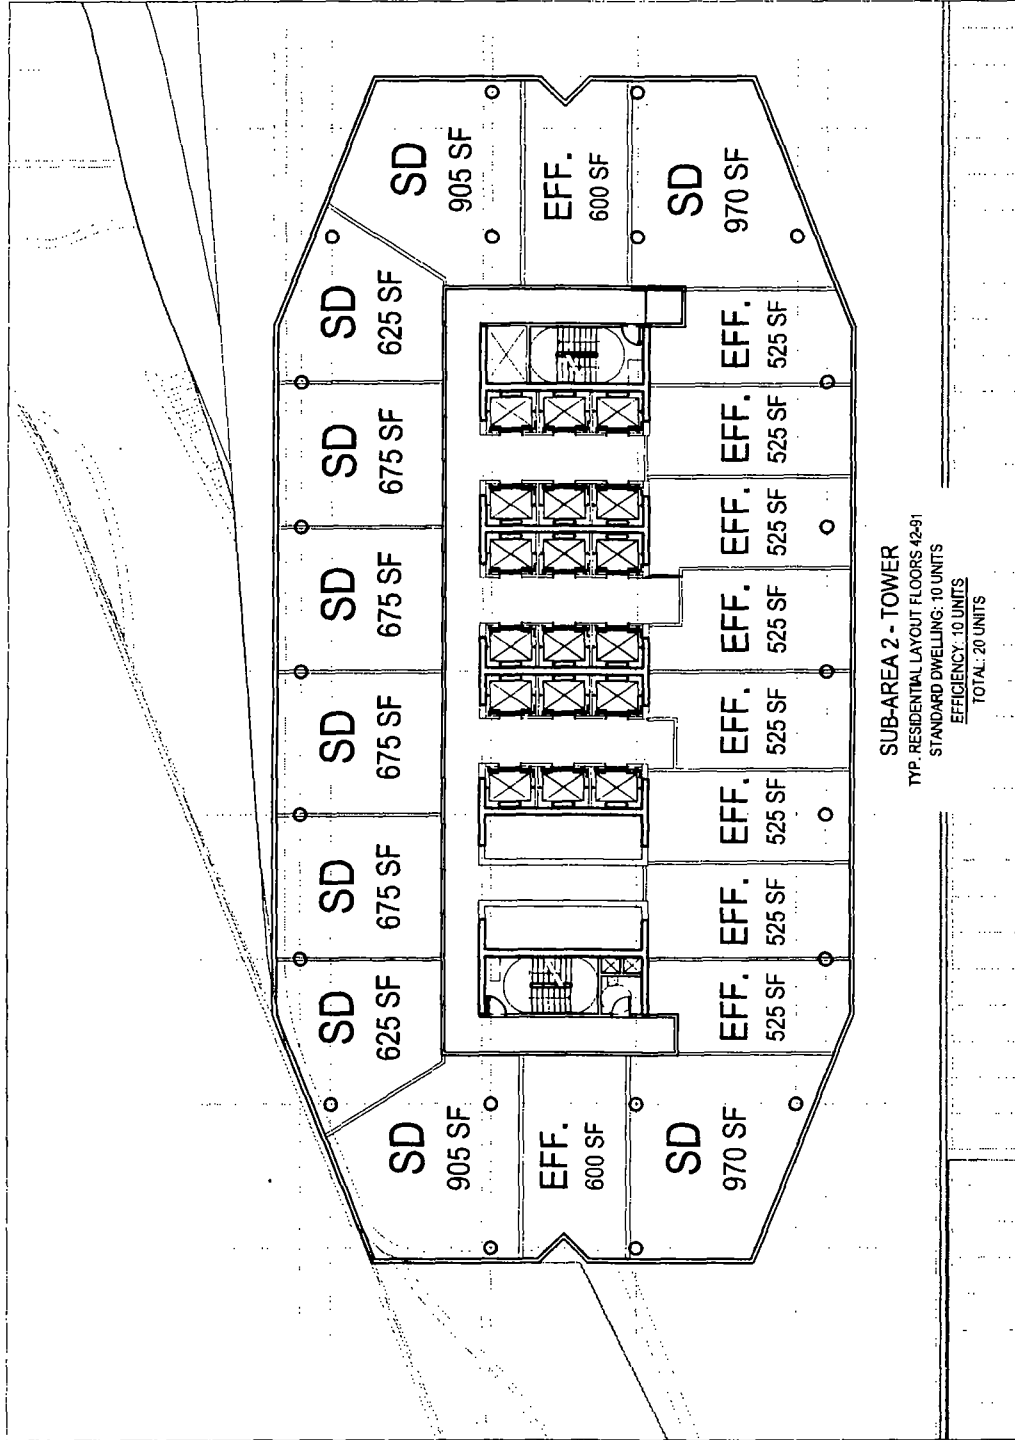 SD
905 SF
SD
625 SF
SD
675 SF
SD
675 SF
SD
675 SF
SD
675 SF
SD
625 SF
SD
905 SF
EFF.
600 SF
EFF.
600 SF
SD
970 SF
EFF.
525 SF
EFF.
525 SF
EFF.
525 SF
EFF.
525 SF
EFF.
525 SF
EFF.
525 SF
EFF.
525 SF
EFF.
525 SF
SD
970 SF
SUB-AREA 2 - TOWER
TYP. RESIDENTIAL LAYOUT FLOORS 42-91
STANDARD DWELLING: 10 UNITS
EFFICIENCY: 10 UNITS
TOTAL: 20 UNITS